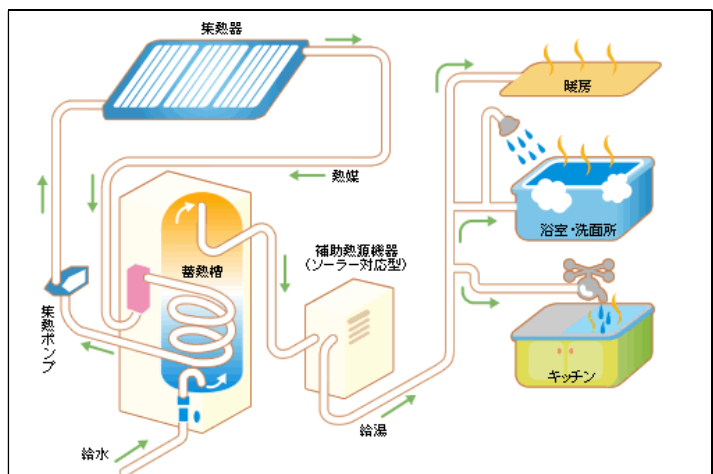 集熱器
暖房
熱媒
浴室・洗面所
補助熱源機器
(ソーラー対応型)
蓄熱槽
集熱ポンプ
キッチン
給湯
給水